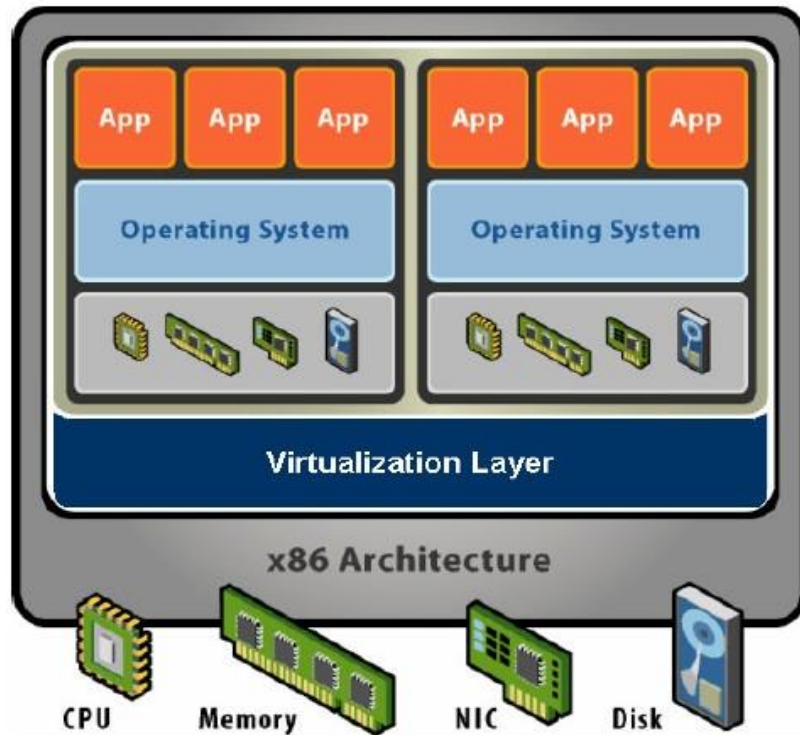 App App App App App App
Operating System Operating System
Virtualization Layer
x86 Architecture
CPU Memory NIC Disk